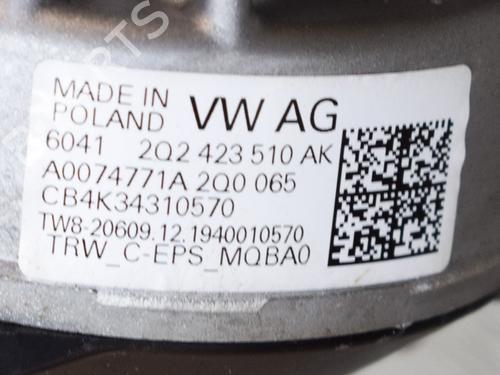 MADE IN
POLAND VW AG
6041 2Q2 423 510 AK
A0074771A 2Q0 065
CB4K34310570
TW8-20609.12.1940010570
TRW_C-EPS_MQBA0